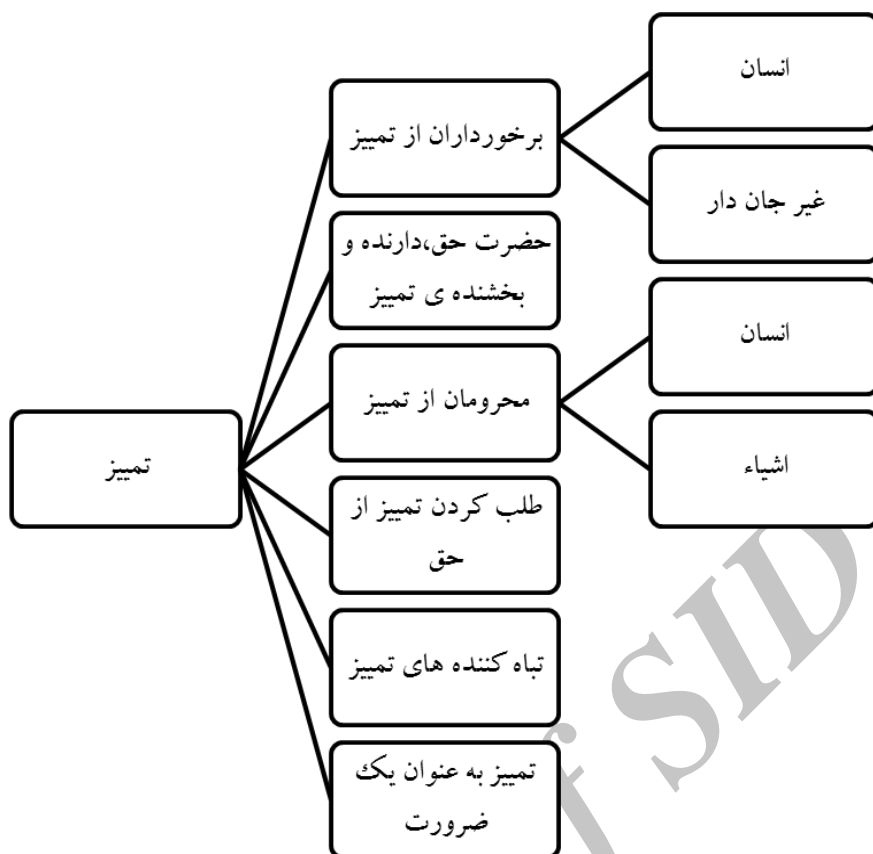 انسان
برخورداران از تمییز
غیر جان دار
حضرت حق،دارنده و
بخشنده ی تمییز
انسان
محرومان از تمییز
تمییز
اشیاء
طلب کردن تمییز از
حق
تباه کننده های تمییز
تمییز به عنوان یک
ضرورت
f SID